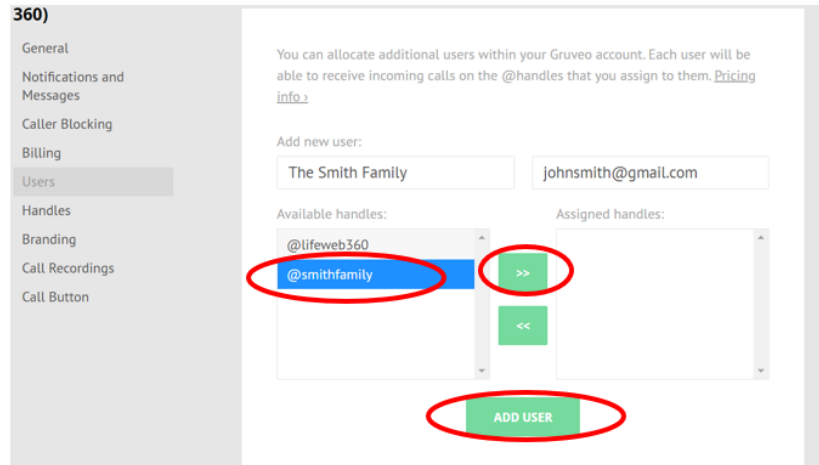 360)
General
Notifications and
Messages
Caller Blocking
Billing
Users
Handles
Branding
Call Recordings
Call Button
You can allocate additional users within your Gruveo account. Each user will be
able to receive incoming calls on the @handles that you assign to them. Pricing
info ›
Add new user:
The Smith Family johnsmith@gmail.com
Available handles: Assigned handles:
@lifeweb360
@smithfamily
>>
<<
ADD USER